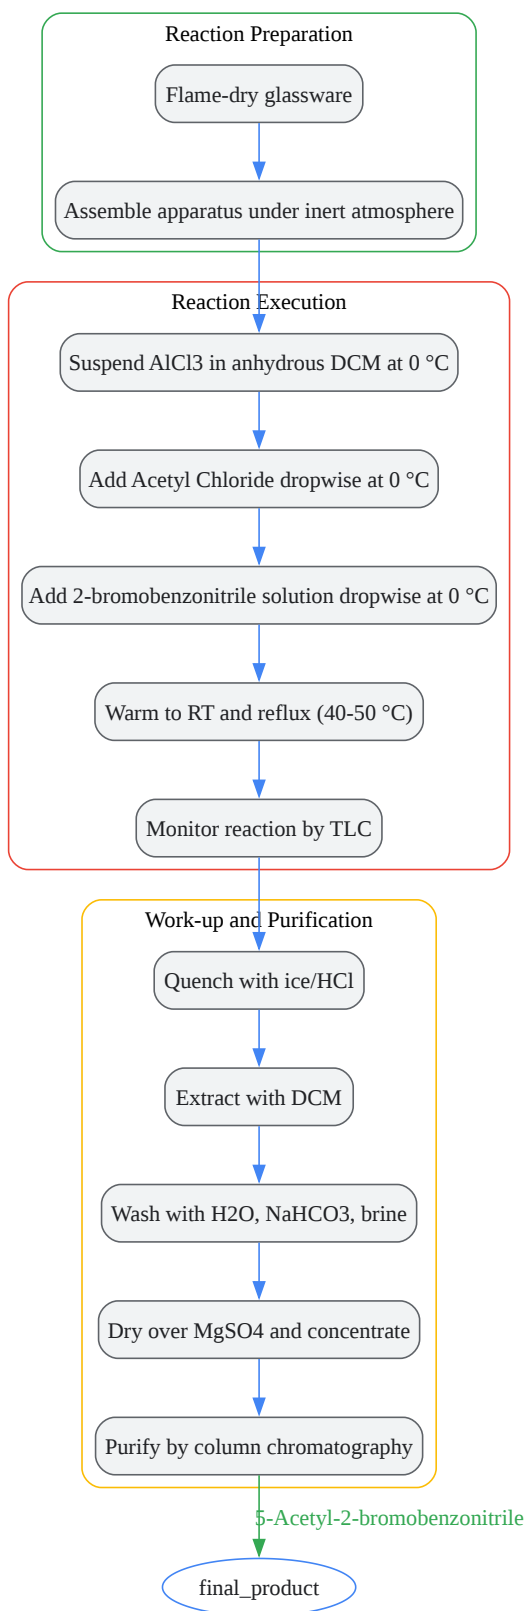 Reaction Preparation
Flame-dry glassware
Assemble apparatus under inert atmosphere
Reaction Execution
Suspend AlCl3 in anhydrous DCM at 0 °C
Add Acetyl Chloride dropwise at 0 °C
Add 2-bromobenzonitrile solution dropwise at 0 °C
Warm to RT and reflux (40-50 °C)
Monitor reaction by TLC
Work-up and Purification
Quench with ice/HCl
Extract with DCM
Wash with H2O, NaHCO3, brine
Dry over MgSO4 and concentrate
Purify by column chromatography
5-Acetyl-2-bromobenzonitrile
final_product